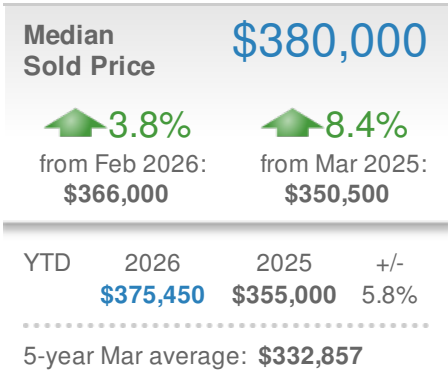 Median $380,000
Sold Price
3.8% 8.4%
from Feb 2026: from Mar 2025:
$366,000 $350,500
YTD 2026 2025 +/-
$375,450 $355,000 5.8%
5-year Mar average: $332,857